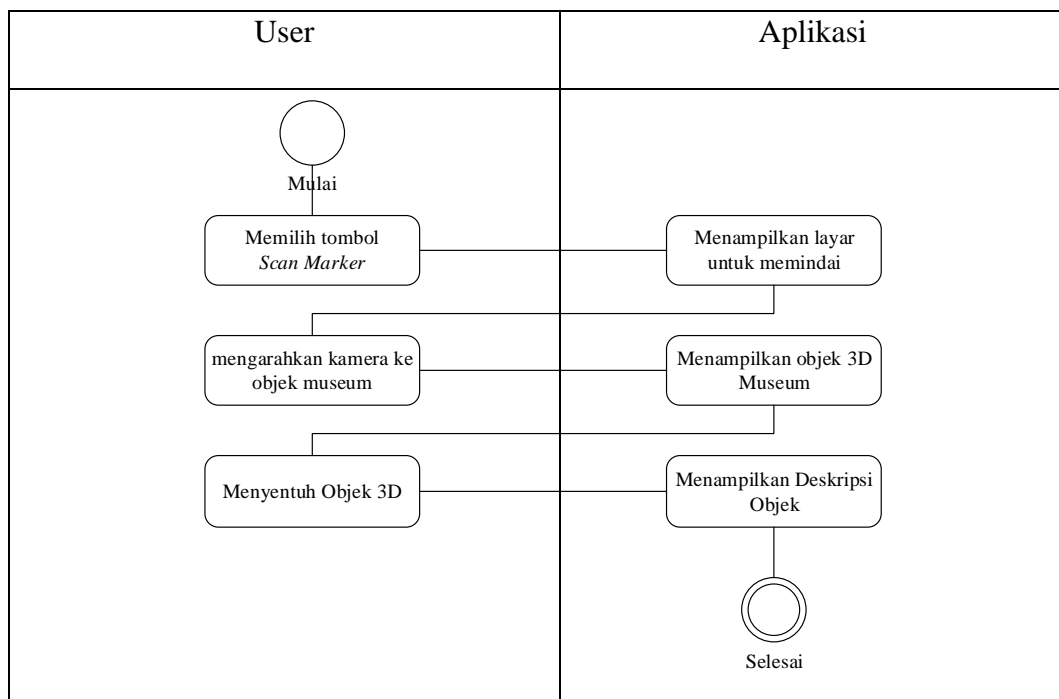 User
Aplikasi
Mulai
Memilih tombol
Scan Marker
Menampilkan layar
untuk memindai
mengarahkan kamera ke
objek museum
Menampilkan objek 3D
Museum
Menyentuh Objek 3D
Menampilkan Deskripsi
Objek
Selesai